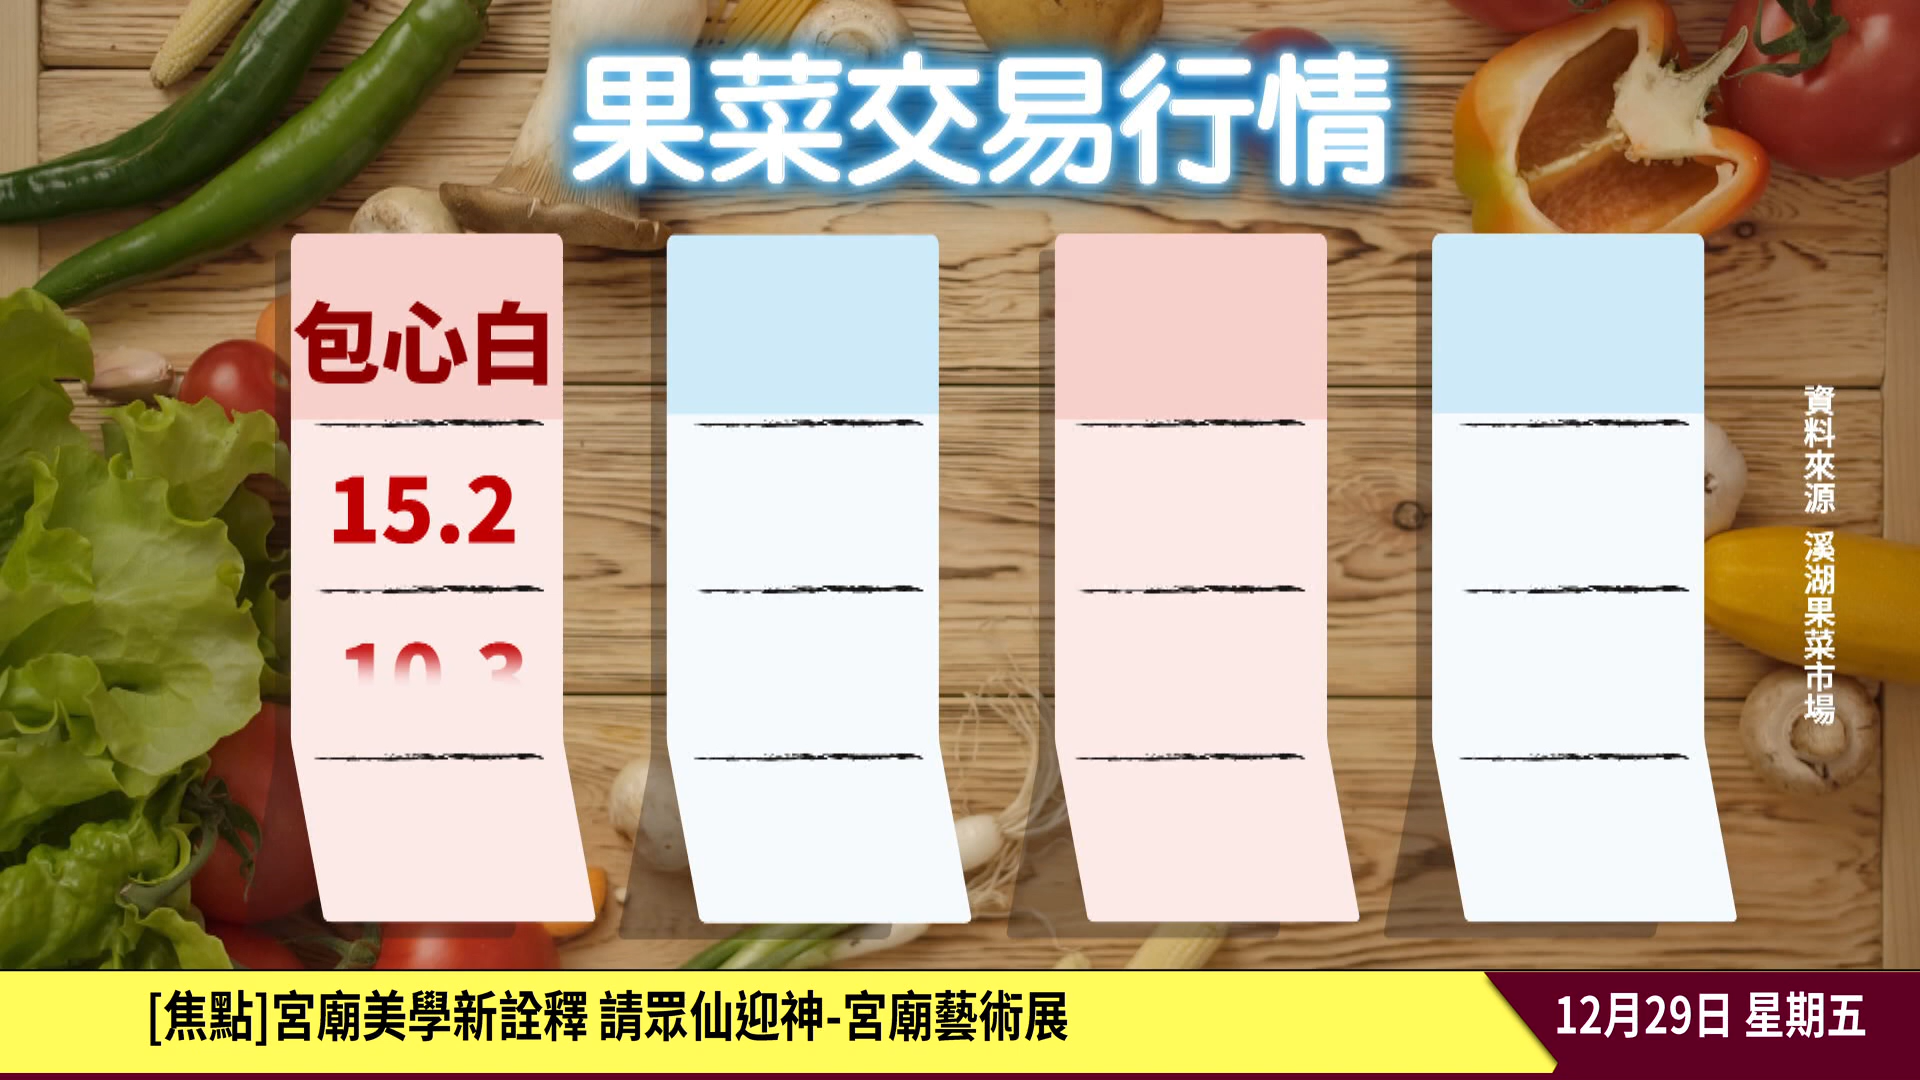 果菜交易行情
包心白
15.2
資料來源 溪湖果菜市場
[焦點]宮廟美學新詮釋 請眾仙迎神-宮廟藝術展
12月29日 星期五